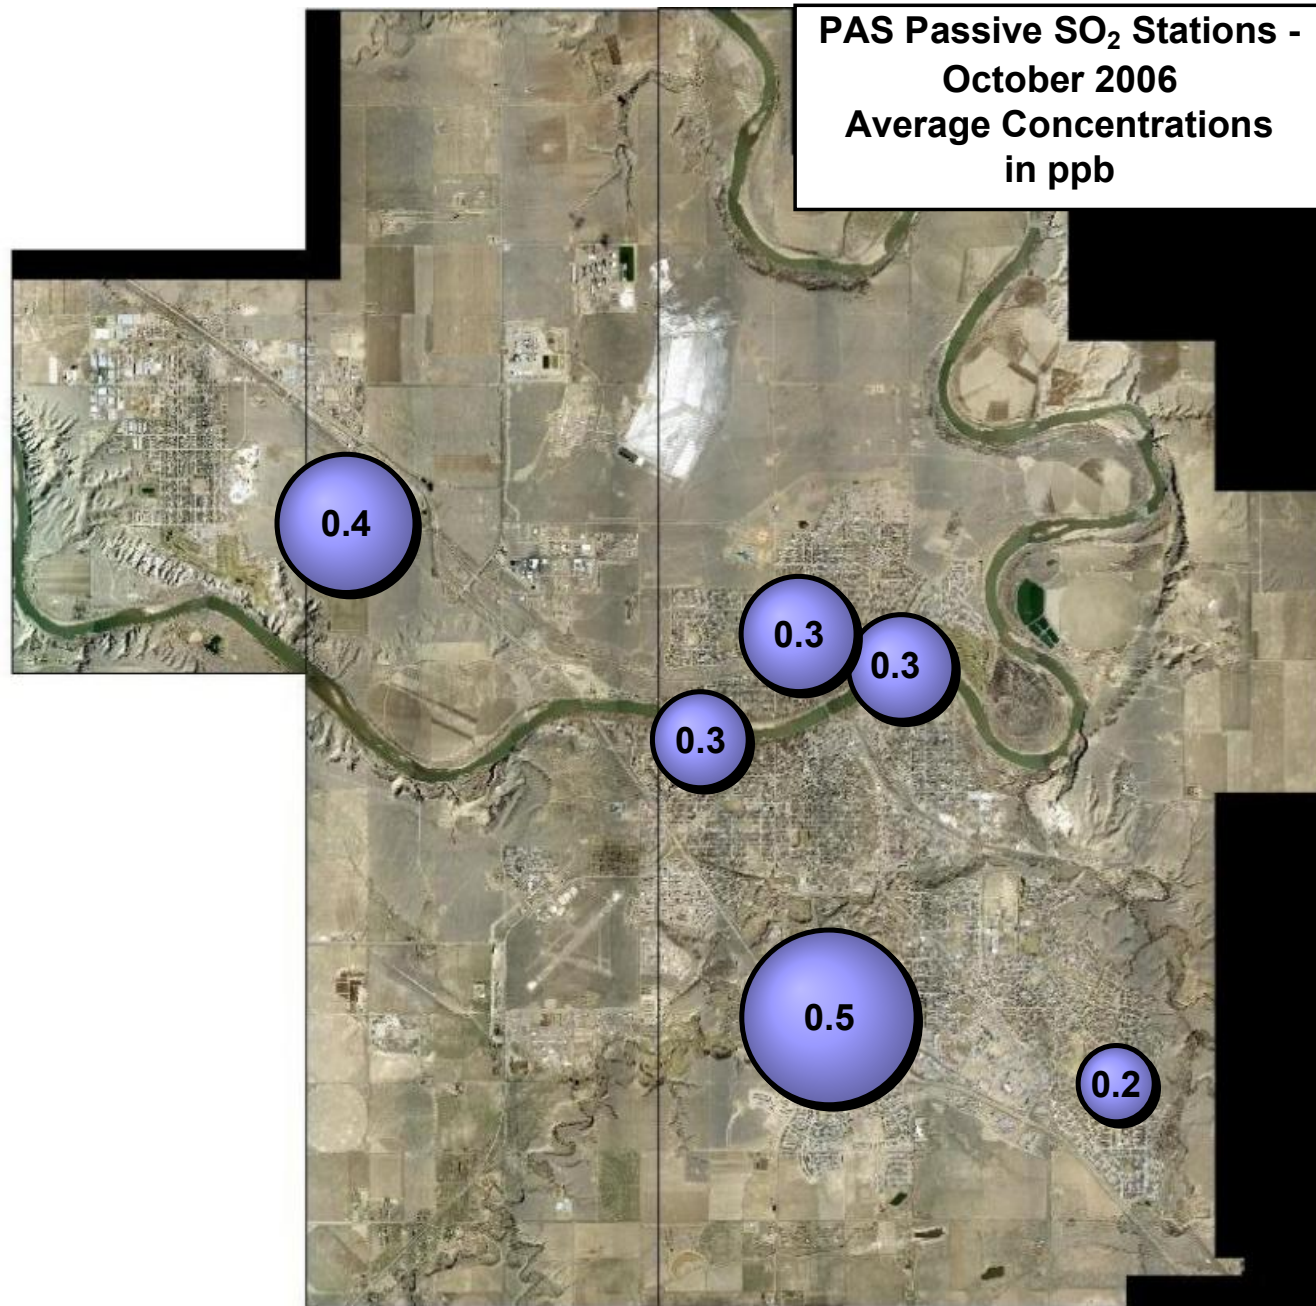 PAS Passive SO₂ Stations -
October 2006
Average Concentrations
in ppb
0.4
0.3
0.3
0.3
0.5
0.2